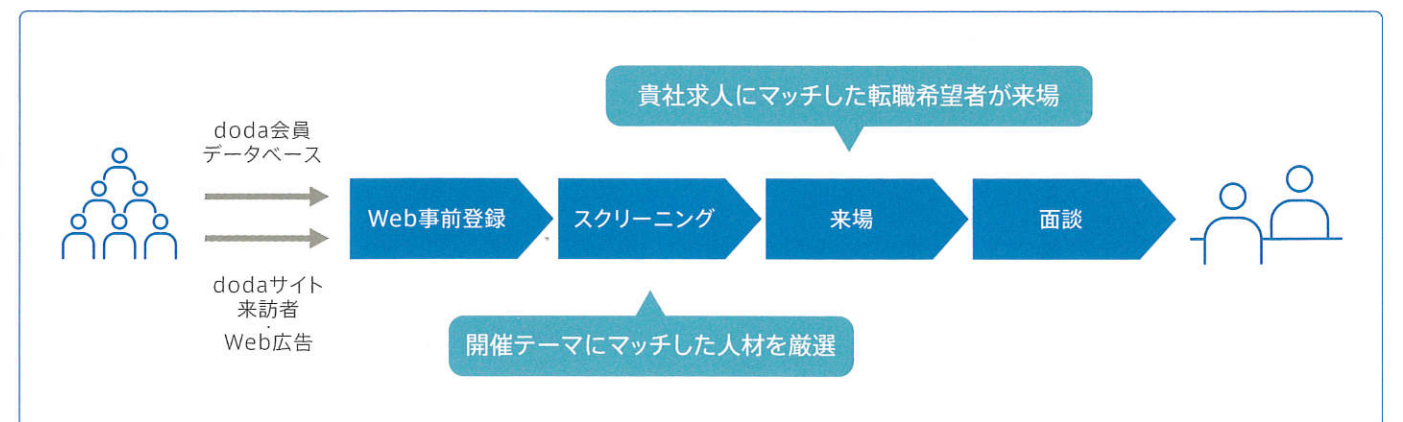 貴社求人にマッチした転職希望者が来場
doda会員
データベース
Web事前登録
スクリーニング
来場
面談
dodaサイト
来訪者
・
Web広告
開催テーマにマッチした人材を厳選